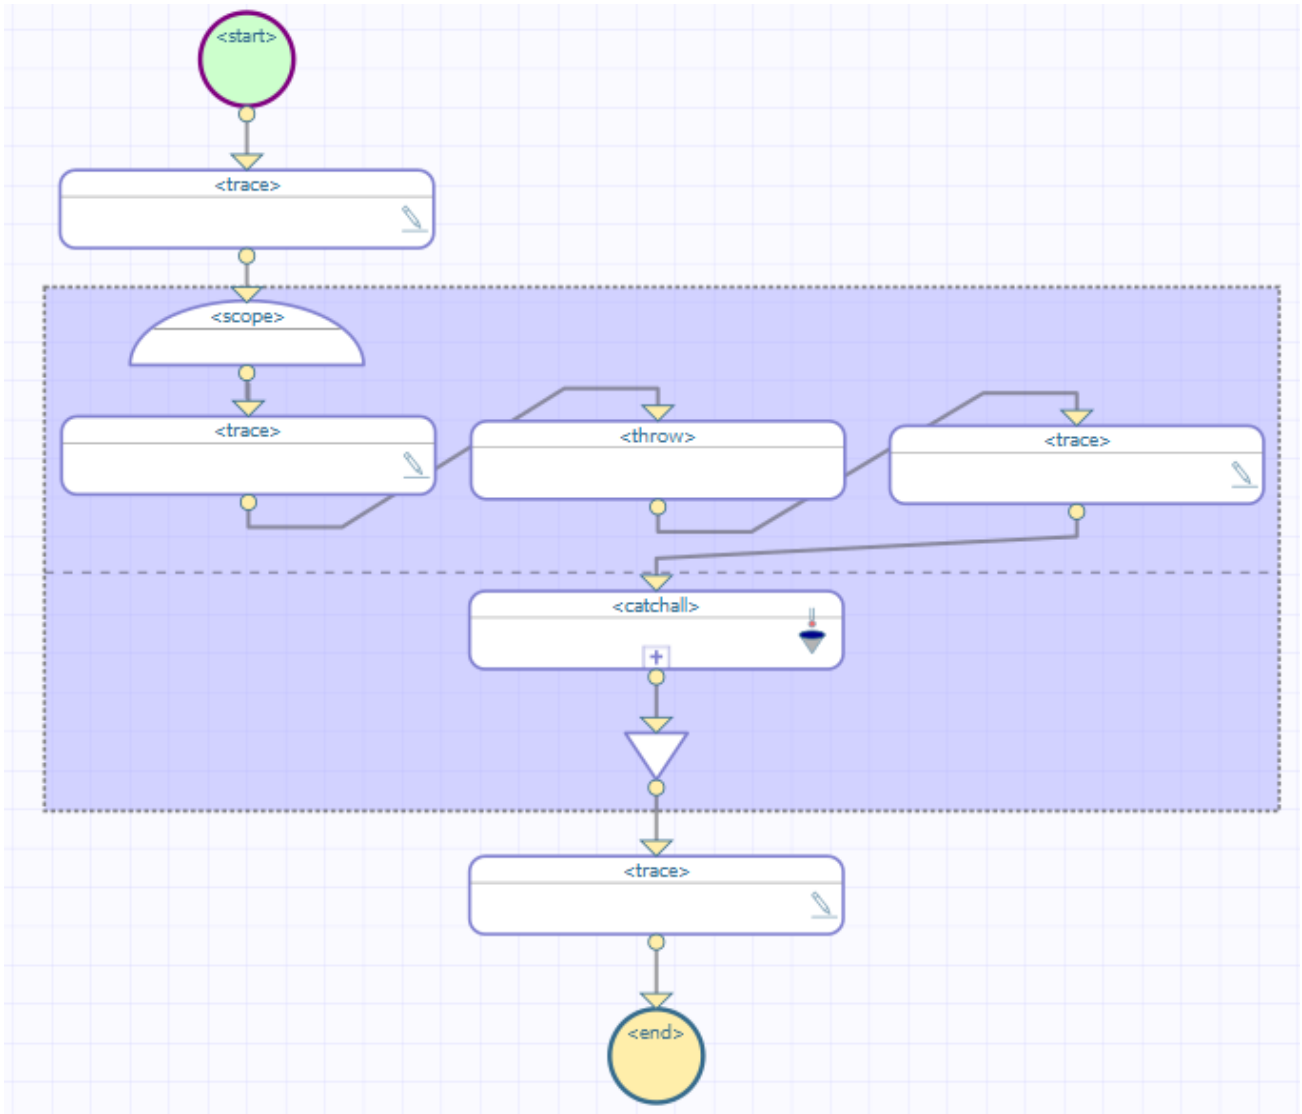 <start>
<trace>
<scope>
<trace>
<throw>
<trace>
<catchall>
+
<trace>
<end>